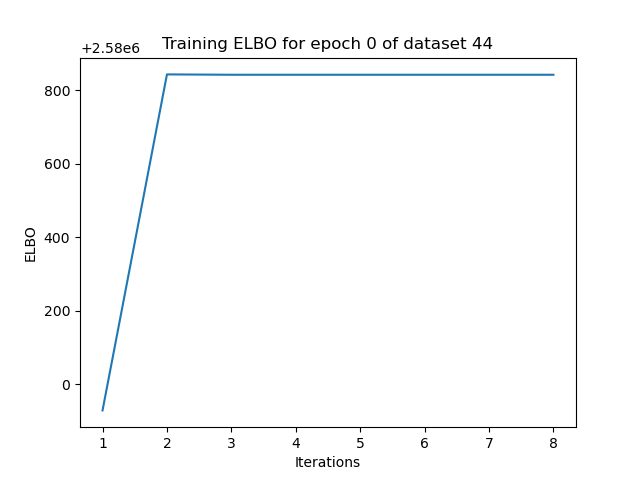 Training ELBO for epoch 0 of dataset 44
+2.58e6
800
600
400
200
0
ELBO
1 2 3 4 5 6 7 8
Iterations